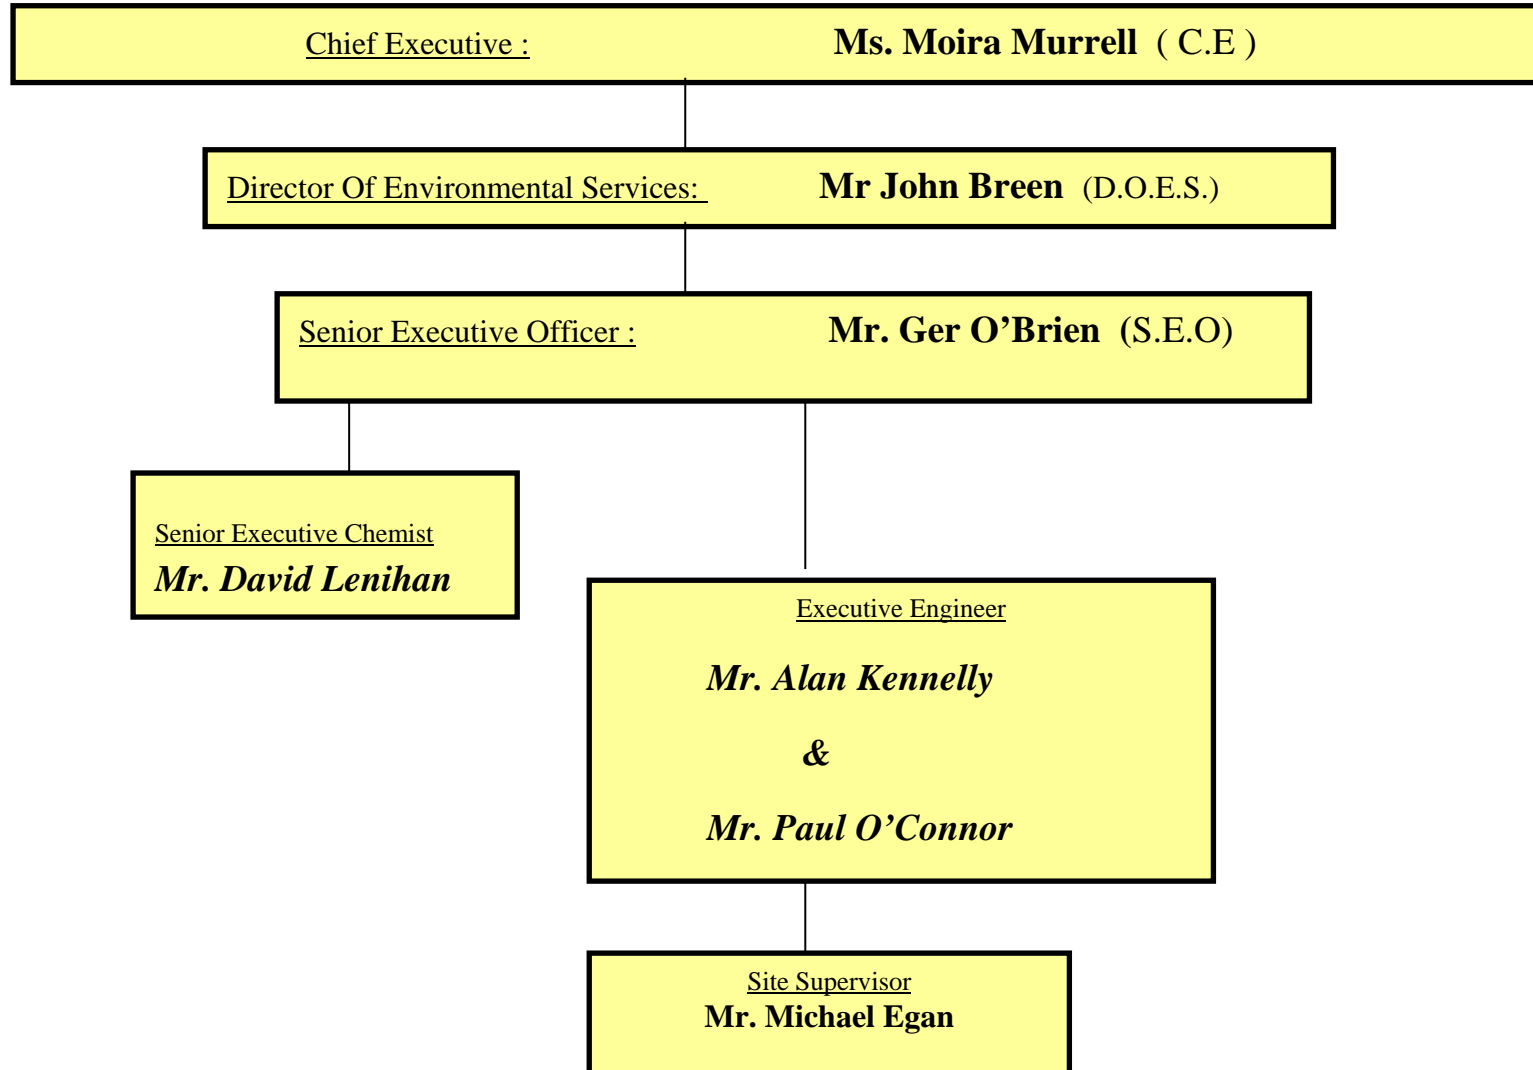 Chief Executive : Ms. Moira Murrell ( C.E )
Director Of Environmental Services: Mr John Breen (D.O.E.S.)
Senior Executive Officer : Mr. Ger O’Brien (S.E.O)
Senior Executive Chemist
Mr. David Lenihan
Executive Engineer
Mr. Alan Kennelly
&
Mr. Paul O’Connor
Site Supervisor
Mr. Michael Egan